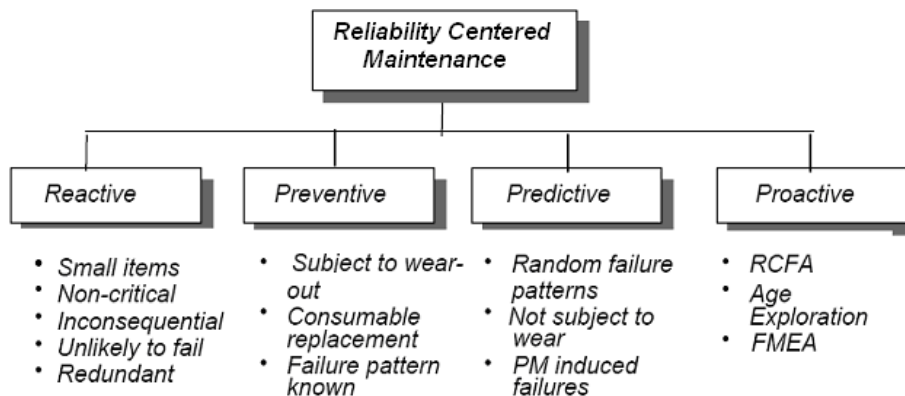 Reliability Centered
Maintenance
Reactive
Preventive
Predictive
Proactive
• Small items
• Non-critical
• Inconsequential
• Unlikely to fail
• Redundant
• Subject to wear-
out
• Consumable
replacement
• Failure pattern
known
• Random failure
patterns
• Not subject to
wear
• PM induced
failures
• RCFA
• Age
Exploration
• FMEA